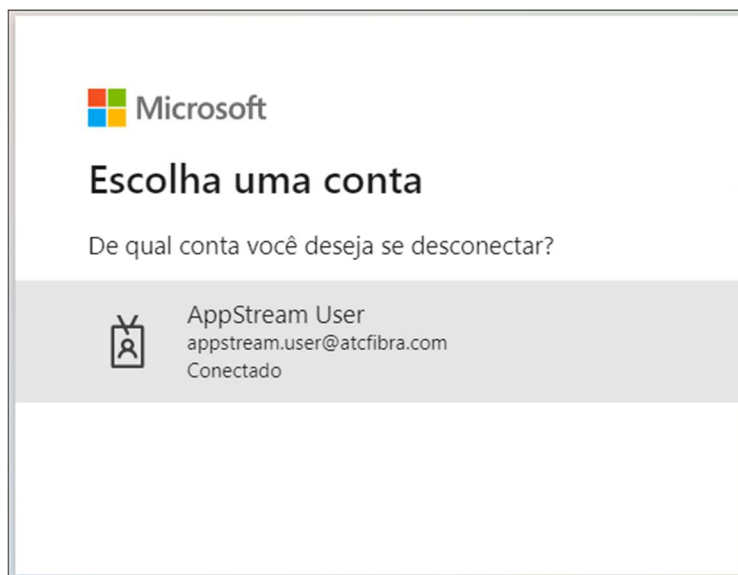 Microsoft
Escolha uma conta
De qual conta você deseja se desconectar?
AppStream User
appstream.user@atcfibra.com
Conectado